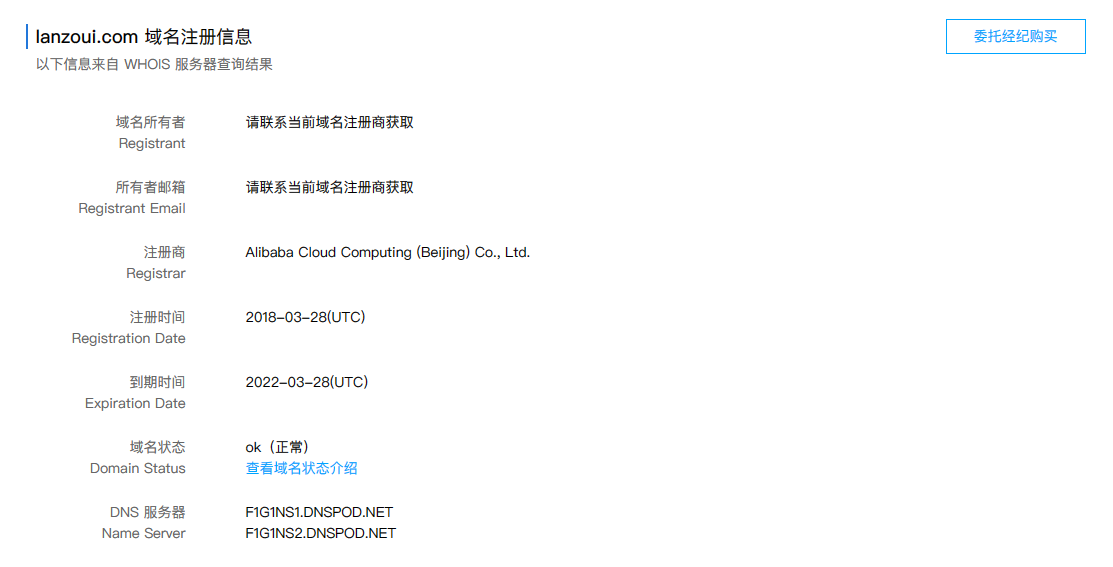 lanzoui.com 域名注册信息
委托经纪购买
以下信息来自 WHOIS 服务器查询结果
域名所有者
请联系当前域名注册商获取
Registrant
所有者邮箱
请联系当前域名注册商获取
Registrant Email
注册商
Alibaba Cloud Computing (Beijing) Co., Ltd.
Registrar
注册时间
2018-03-28(UTC)
Registration Date
到期时间
2022-03-28(UTC)
Expiration Date
域名状态
ok（正常）
Domain Status
查看域名状态介绍
DNS 服务器
F1G1NS1.DNSPOD.NET
Name Server
F1G1NS2.DNSPOD.NET